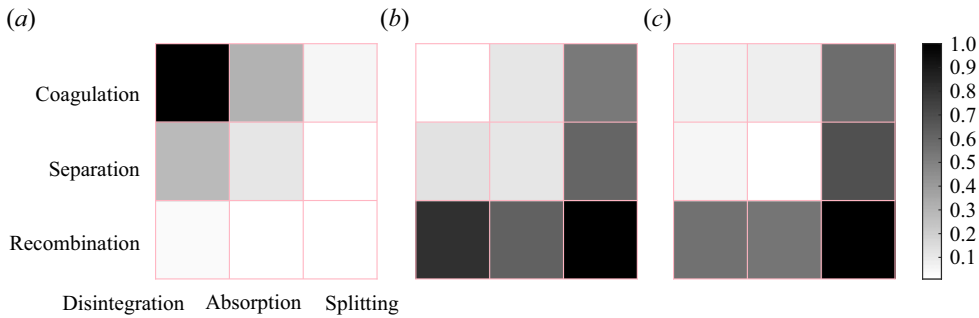 (a)
(b)
(c)
Coagulation
Separation
Recombination
Disintegration
Absorption
Splitting
1.0
0.9
0.8
0.7
0.6
0.5
0.4
0.3
0.2
0.1